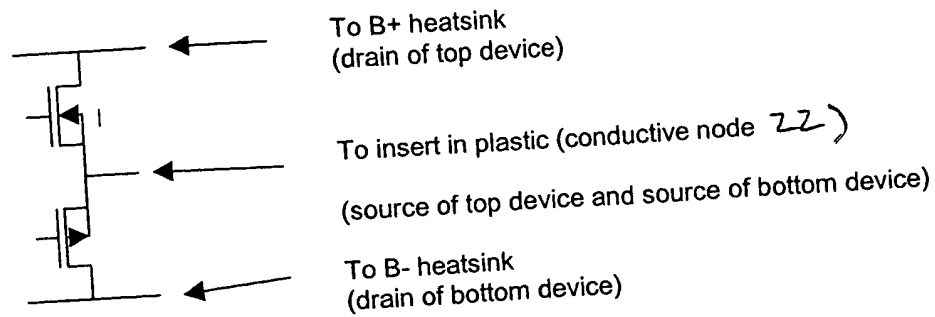 To B+ heatsink
(drain of top device)
To insert in plastic (conductive node 22)
(source of top device and source of bottom device)
To B- heatsink
(drain of bottom device)